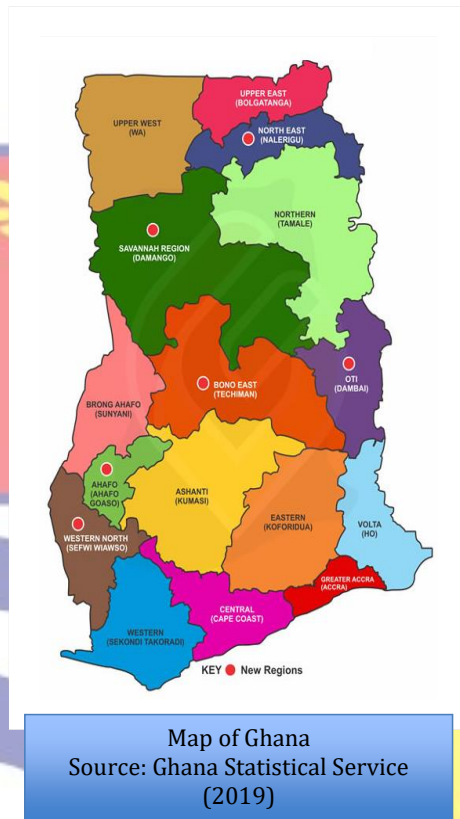 UPPER EAST
(BOLGATANGA)
UPPER WEST
(WA)
NORTH EAST
(NALERIGU)
NORTHERN
(TAMALE)
SAVANNAH REGION
(DAMANGO)
OTI
(DAMBAI)
BONO EAST
(TECHIMAN)
BRONG AHAFO
(SUNYANI)
AHAFO
(AHAFO
GOASO)
ASHANTI
(KUMASI)
EASTERN
(KOFORIDUA)
VOLTA
(HO)
WESTERN NORTH
(SEFWI WIAWSO)
GREATER ACCRA
(ACCRA)
CENTRAL
(CAPE COAST)
WESTERN
(SEKONDI TAKORADI)
KEY New Regions
Map of Ghana
Source: Ghana Statistical Service
(2019)